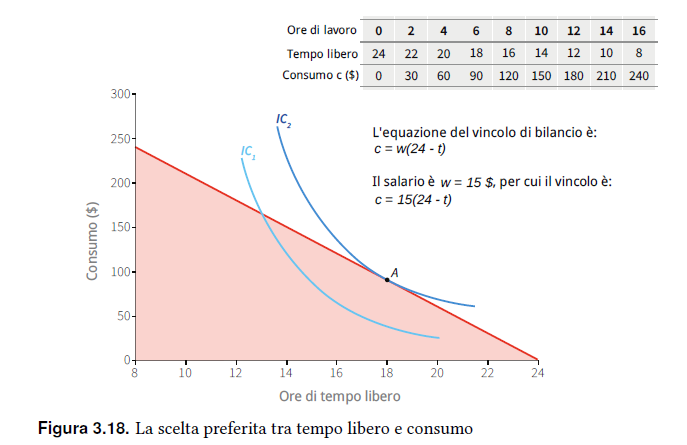 Ore di lavoro 0 2 4 6 8 10 12 14 16
Tempo libero 24 22 20 18 16 14 12 10 8
Consumo c ($) 0 30 60 90 120 150 180 210 240
300
250
200
150
100
50
0
Consumo ($)
IC1
IC2
A
L'equazione del vincolo di bilancio è:
c = w(24 - t)
Il salario è w = 15 $, per cui il vincolo è:
c = 15(24 - t)
8 10 12 14 16 18 20 22 24
Ore di tempo libero
Figura 3.18. La scelta preferita tra tempo libero e consumo